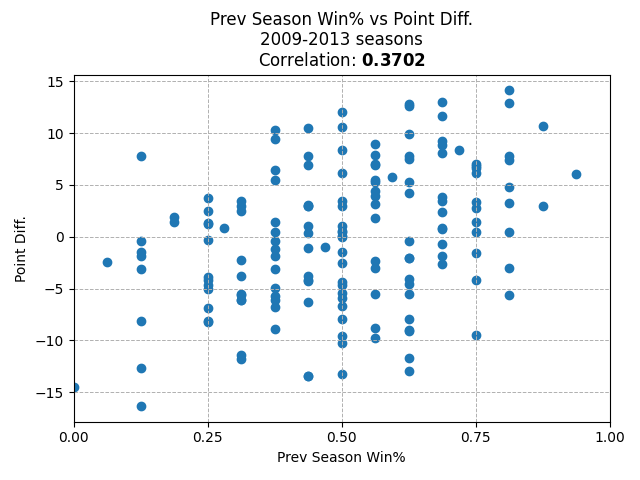 Prev Season Win% vs Point Diff.
2009-2013 seasons
Correlation: 0.3702
15
10
5
0
−5
−10
−15
Point Diff.
0.00 0.25 0.50 0.75 1.00
Prev Season Win%